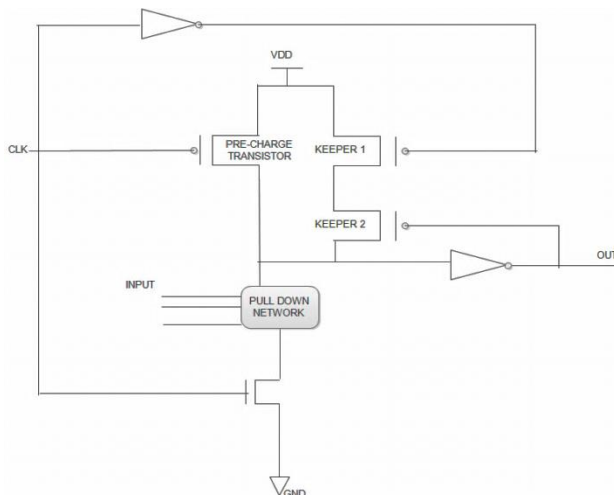 VDD
CLK
PRE-CHARGE
TRANSISTOR
KEEPER 1
KEEPER 2
OUT
INPUT
PULL DOWN
NETWORK
GND